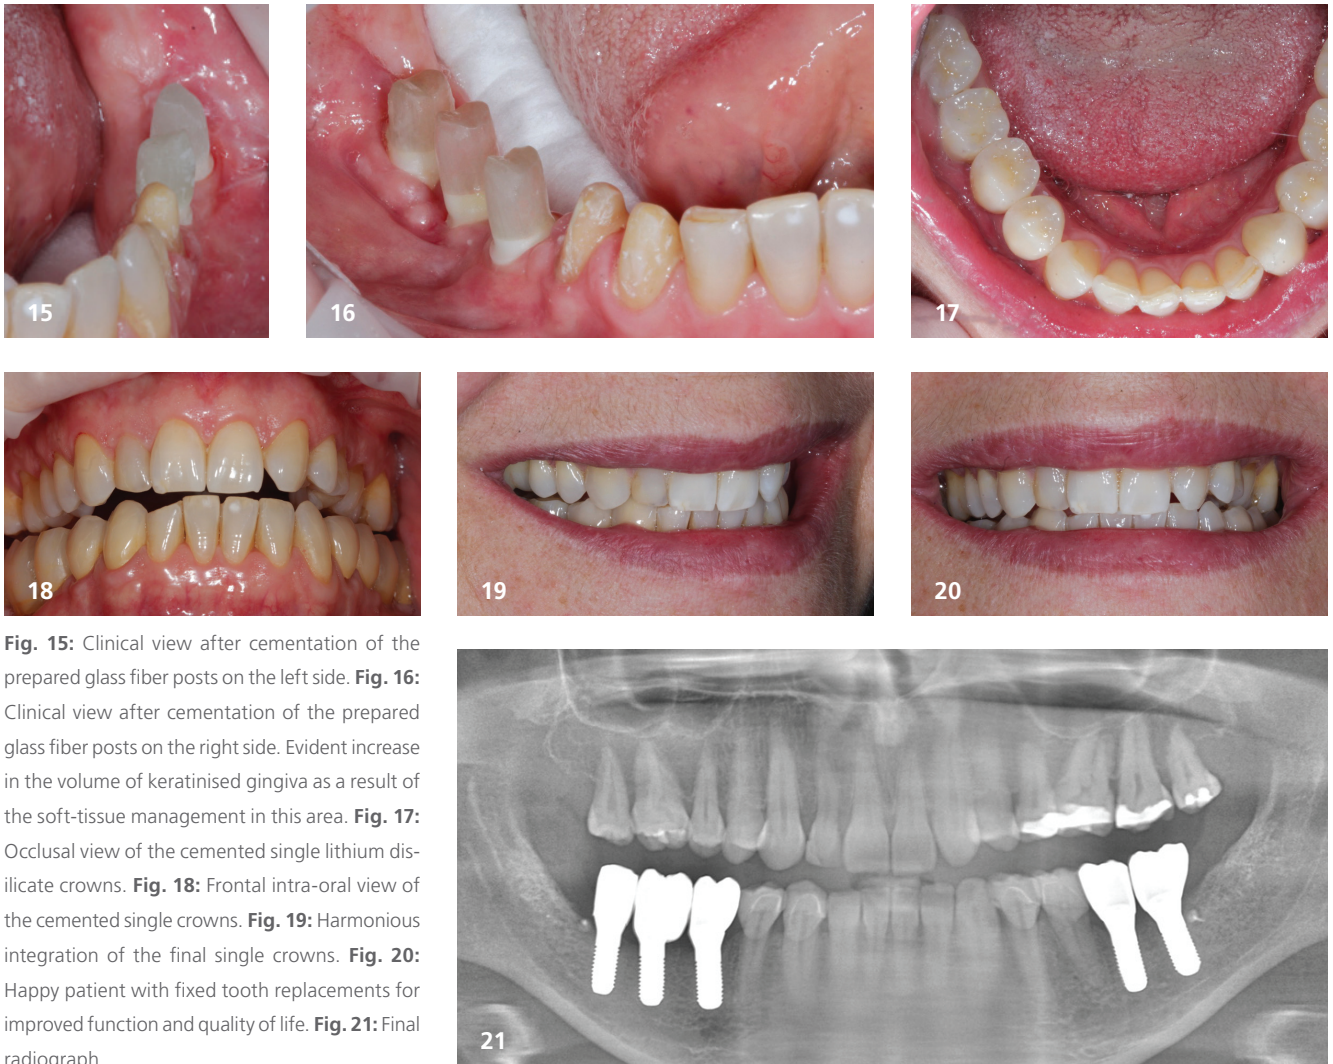 15
16
17
18
19
20
Fig. 15: Clinical view after cementation of the
prepared glass fiber posts on the left side. Fig. 16:
Clinical view after cementation of the prepared
glass fiber posts on the right side. Evident increase
in the volume of keratinised gingiva as a result of
the soft-tissue management in this area. Fig. 17:
Occlusal view of the cemented single lithium dis-
ilicate crowns. Fig. 18: Frontal intra-oral view of
the cemented single crowns. Fig. 19: Harmonious
integration of the final single crowns. Fig. 20:
Happy patient with fixed tooth replacements for
improved function and quality of life. Fig. 21: Final
radiograph.
21